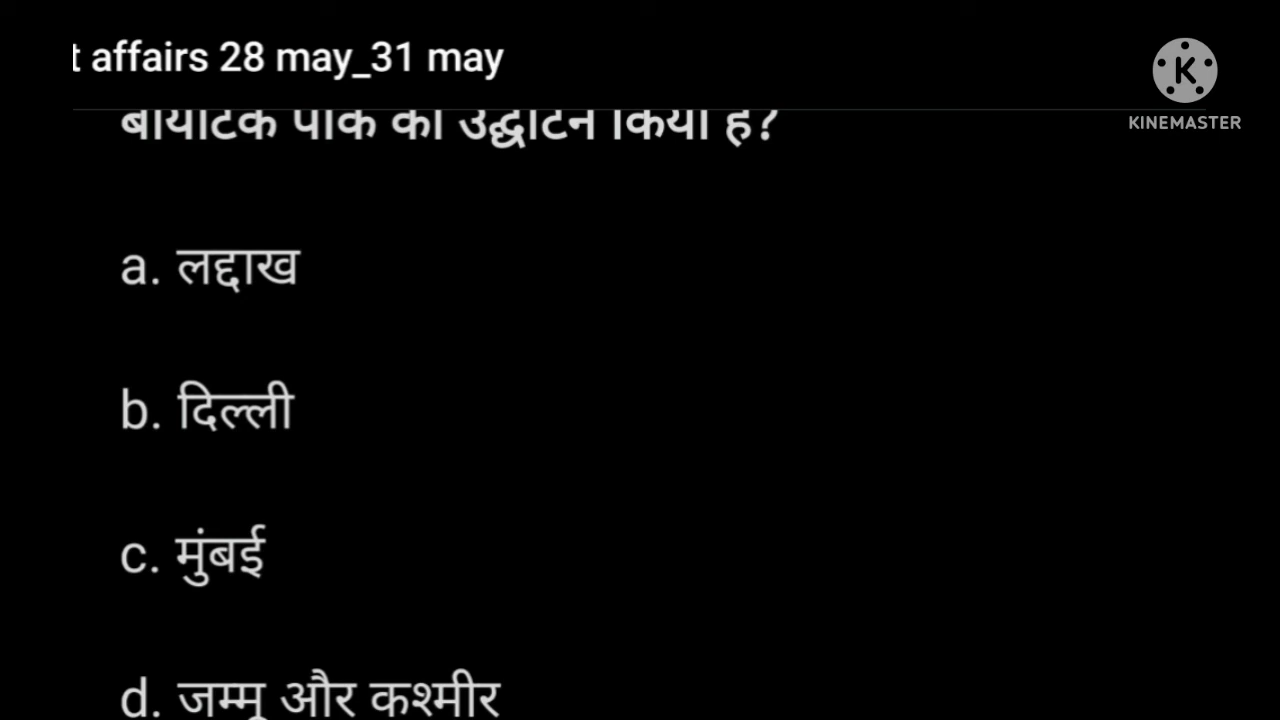 t affairs 28 may_31 may
KINEMASTER
बायोटेक पार्क का उद्घाटन किया है?
a. लद्दाख
b. दिल्ली
c. मुंबई
d. जम्मू और कश्मीर